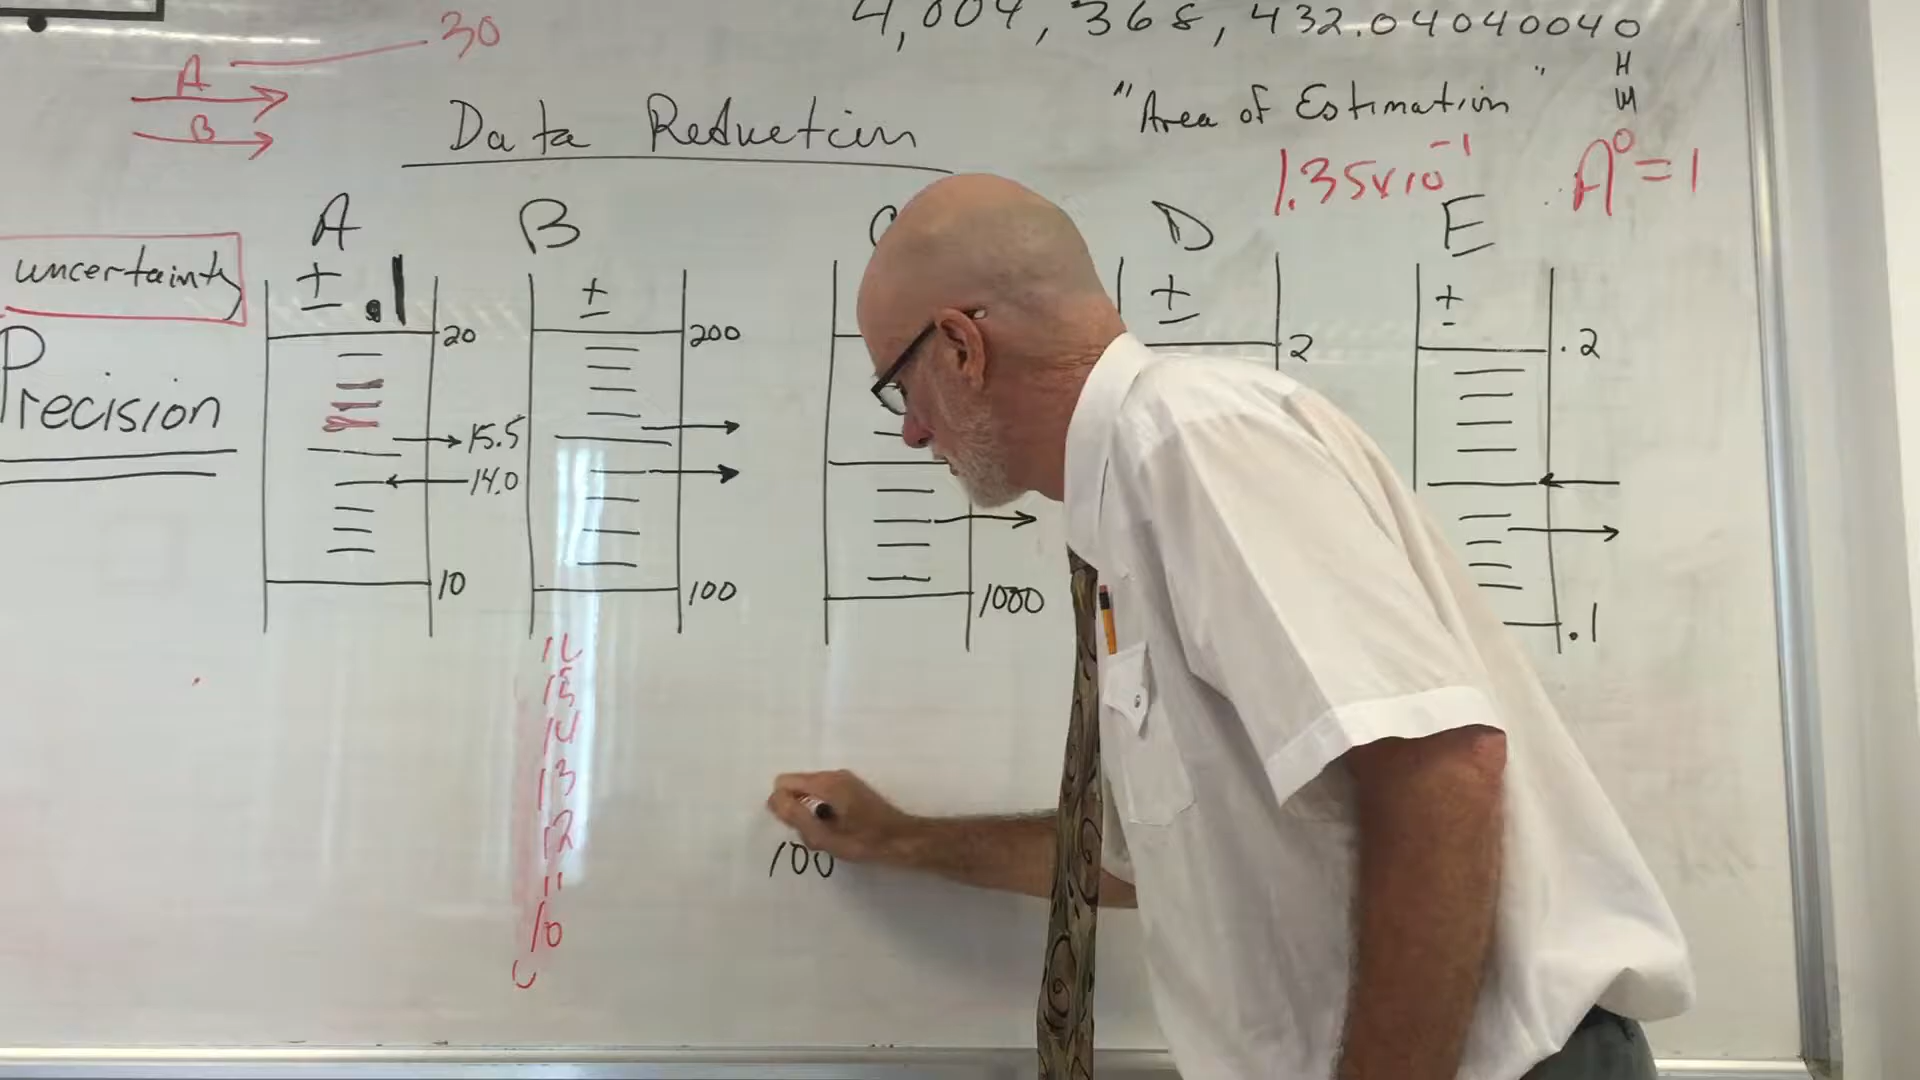 4,004,368,432.04040040
A 30
B
Data Reduction
"Area of Estimation"
1.35x10⁻¹
A⁰=1
A B D E
uncertainty
Precision
± .1
±
±
±
20
200
2
.2
15.5
14.0
10
100
1000
.1
15
14
13
12
11
10
100